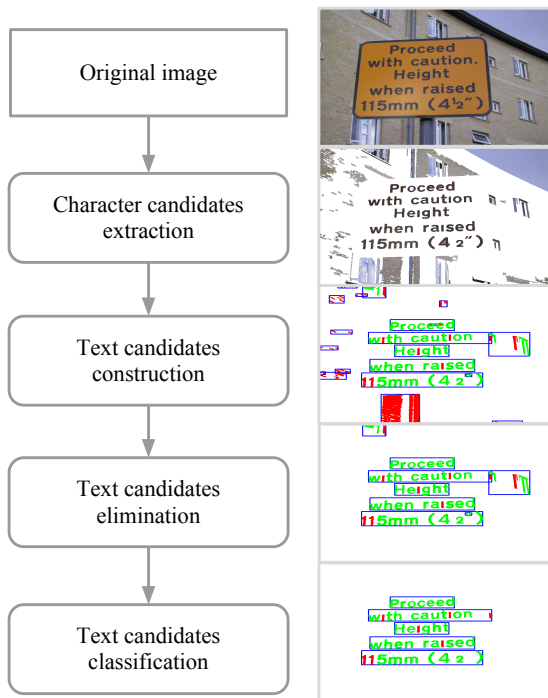 Original image
Character candidates
extraction
Text candidates
construction
Text candidates
elimination
Text candidates
classification
Proceed
with caution.
Height
when raised
115mm (4½")
Proceed
with caution
Height
when raised
115mm (4 2")
Proceed
with caution
Height
when raised
115mm (4 2")
Proceed
with caution
Height
when raised
115mm (4 2")
Proceed
with caution
Height
when raised
115mm (4 2 )